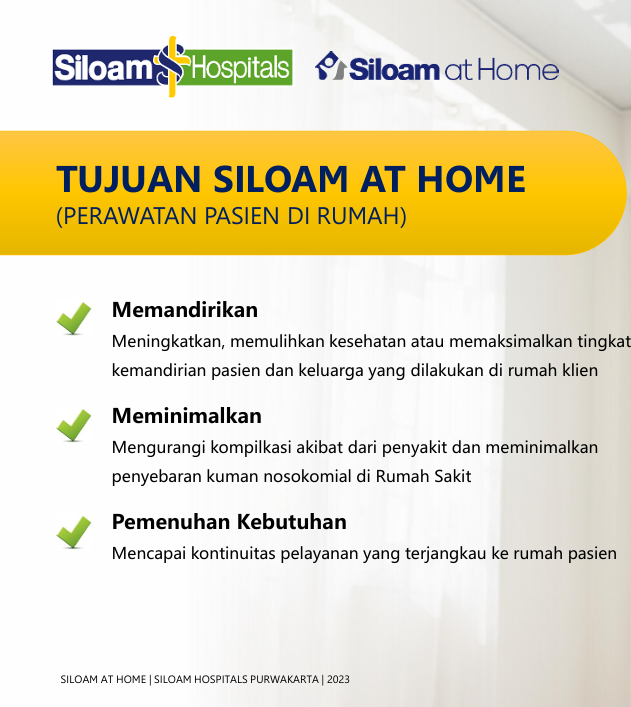 Siloam Hospitals
Siloam at Home
TUJUAN SILOAM AT HOME
(PERAWATAN PASIEN DI RUMAH)
Memandirikan
Meningkatkan, memulihkan kesehatan atau memaksimalkan tingkat
kemandirian pasien dan keluarga yang dilakukan di rumah klien
Meminimalkan
Mengurangi kompilkasi akibat dari penyakit dan meminimalkan
penyebaran kuman nosokomial di Rumah Sakit
Pemenuhan Kebutuhan
Mencapai kontinuitas pelayanan yang terjangkau ke rumah pasien
SILOAM AT HOME | SILOAM HOSPITALS PURWAKARTA | 2023